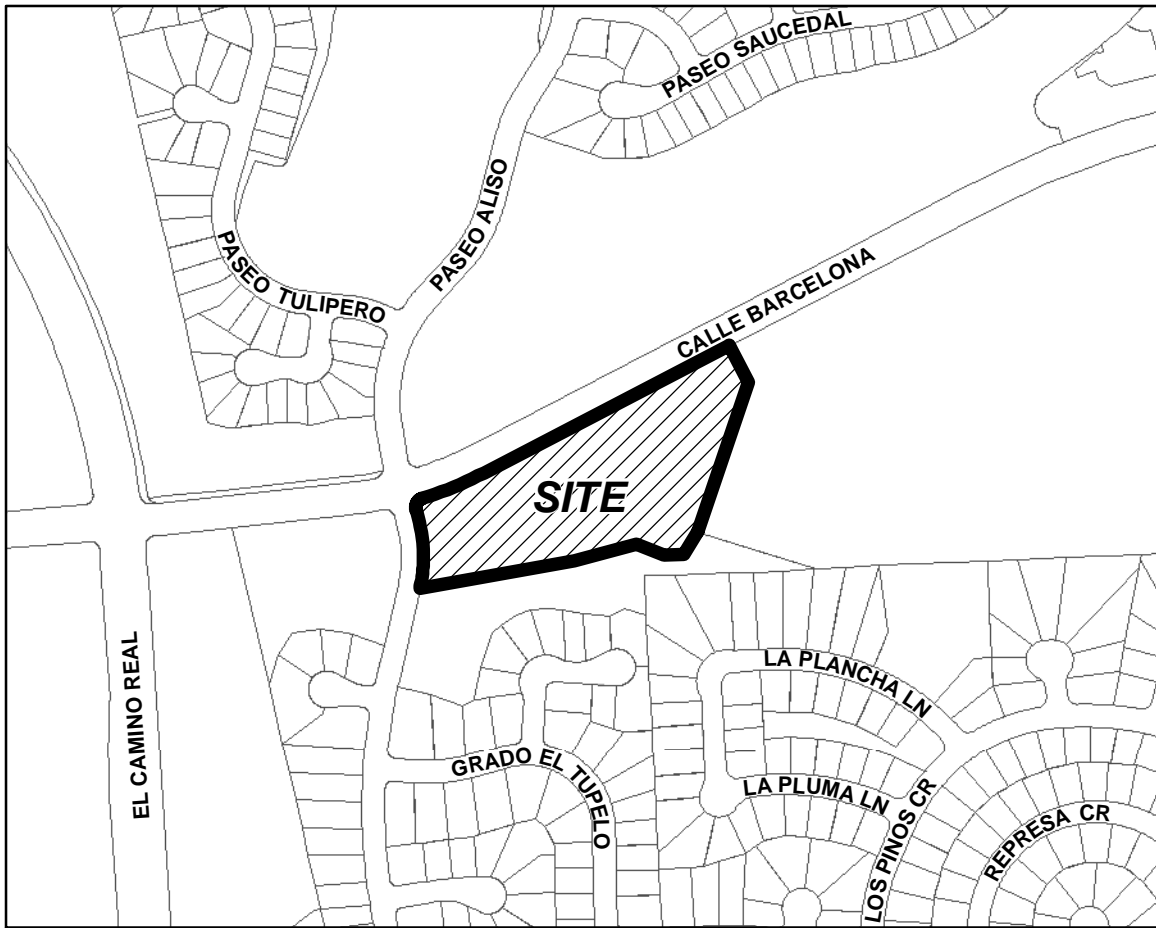 PASEO SAUCEDAL
PASEO ALISO
PASEO TULIPERO
CALLE BARCELONA
SITE
EL CAMINO REAL
LA PLANCHA LN
GRADO EL TUPELO
LA PLUMA LN
LOS PINOS CR
REPRESA CR